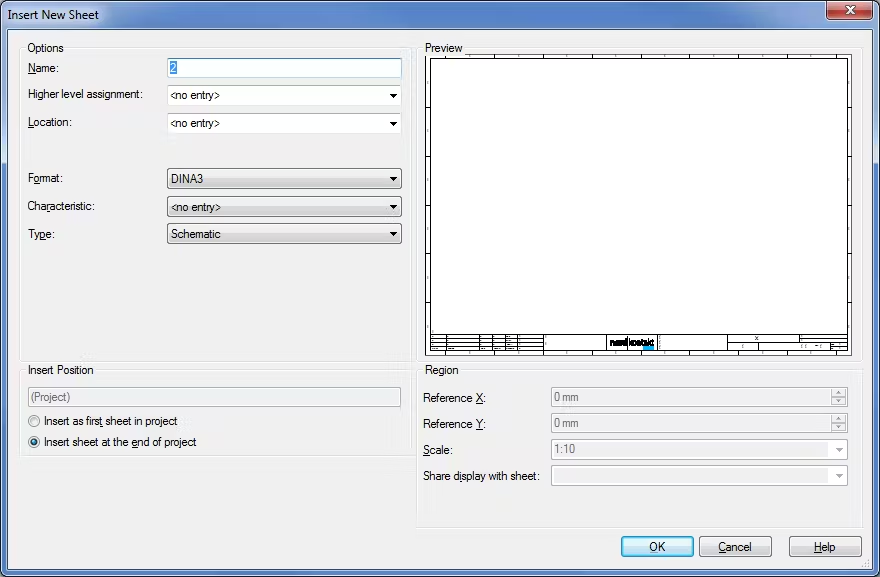 Insert New Sheet
Options
Name:
2
Higher level assignment:
<no entry>
Location:
<no entry>
Format:
DINA3
Characteristic:
<no entry>
Type:
Schematic
Preview
Insert Position
(Project)
Insert as first sheet in project
Insert sheet at the end of project
Region
Reference X:
0 mm
Reference Y:
0 mm
Scale:
1:10
Share display with sheet:
OK
Cancel
Help